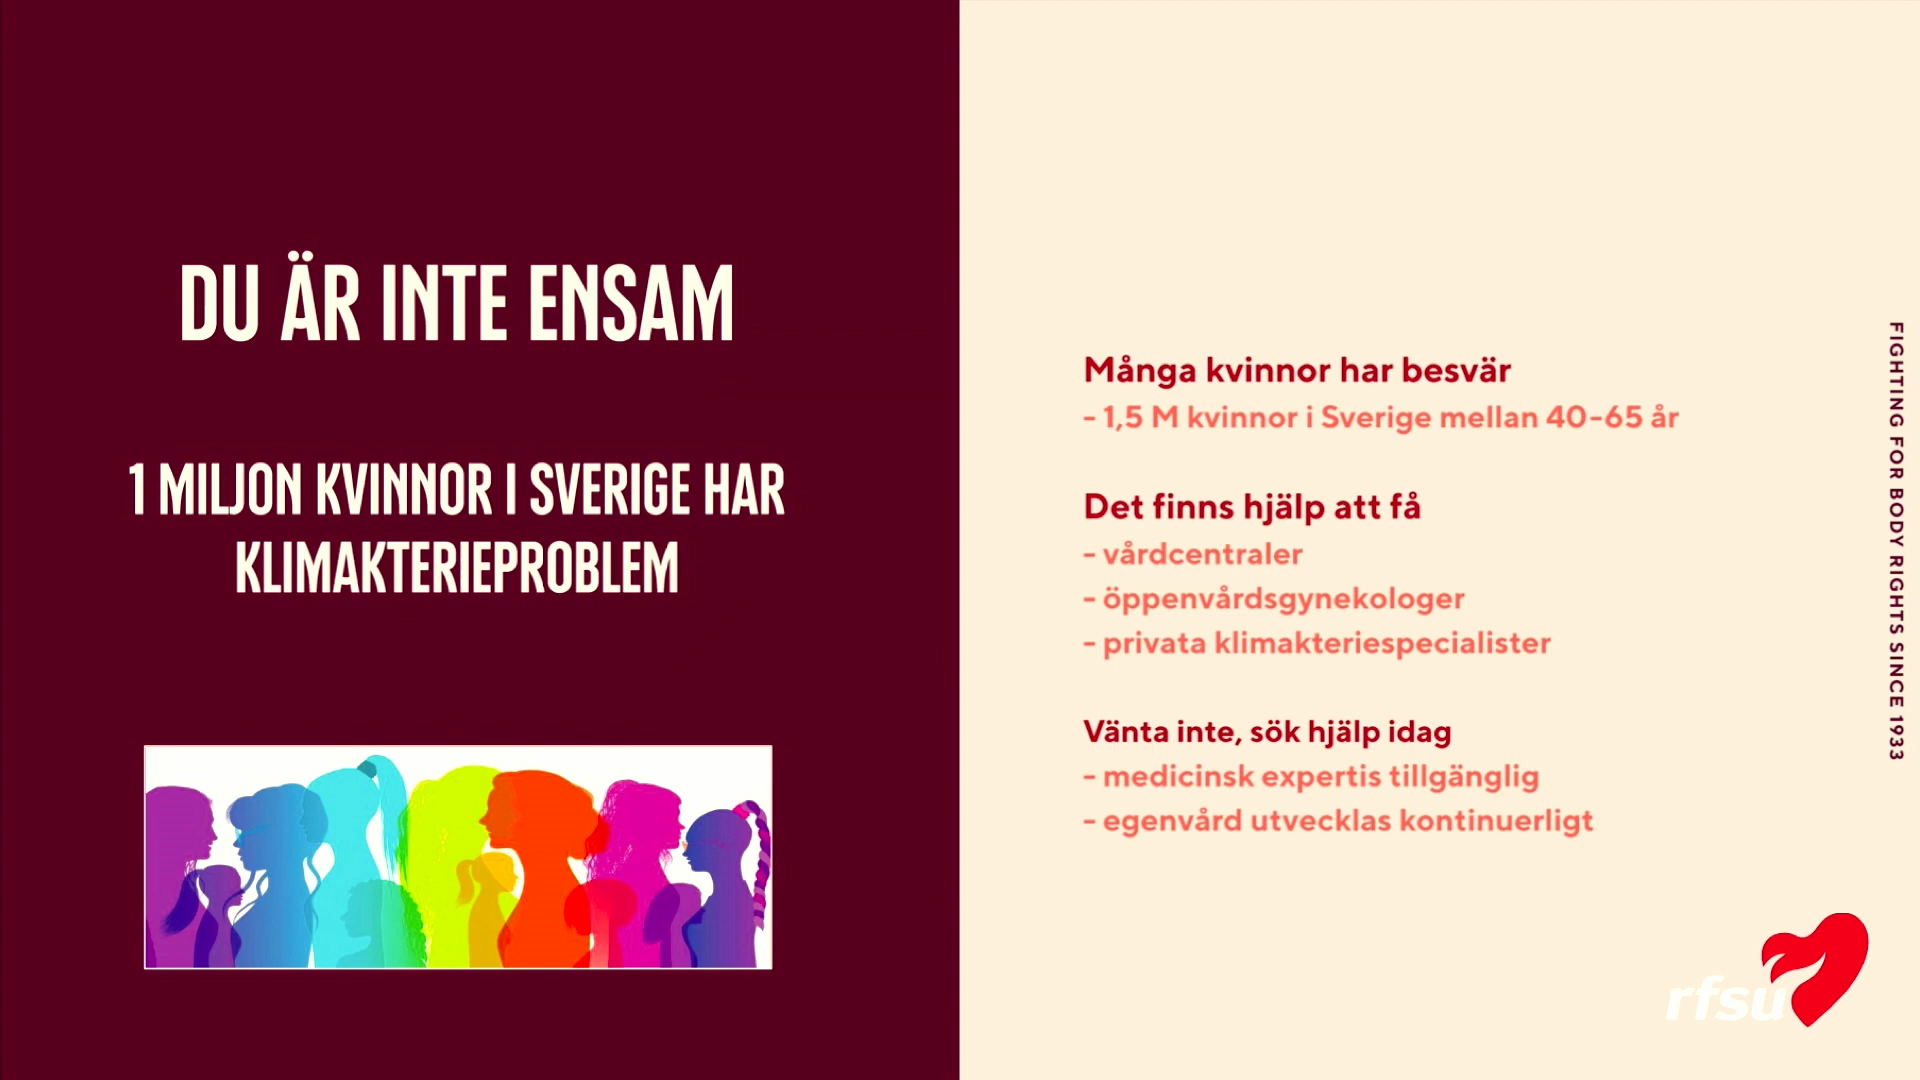 DU ÄR INTE ENSAM
1 MILJON KVINNOR I SVERIGE HAR
KLIMAKTERIEPROBLEM
Många kvinnor har besvär
- 1,5 M kvinnor i Sverige mellan 40-65 år
Det finns hjälp att få
- vårdcentraler
- öppenvårdsgynekologer
- privata klimakteriespecialister
Vänta inte, sök hjälp idag
- medicinsk expertis tillgänglig
- egenvård utvecklas kontinuerligt
FIGHTING FOR BODY RIGHTS SINCE 1933
rfsu